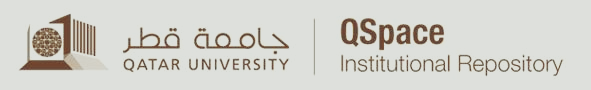 جامعة قطر
QATAR UNIVERSITY
QSpace
Institutional Repository